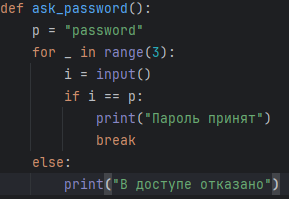 def ask_password():
    p = "password"
    for _ in range(3):
        i = input()
        if i == p:
            print("Пароль принят")
            break
    else:
        print("В доступе отказано")